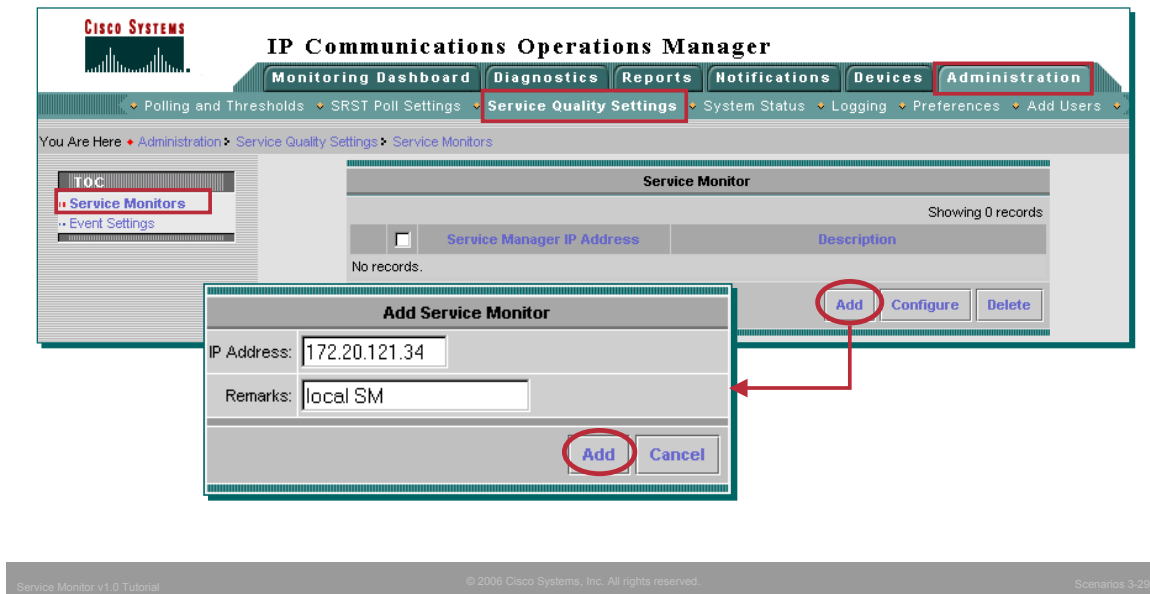 CISCO SYSTEMS
IP Communications Operations Manager
Monitoring Dashboard Diagnostics Reports Notifications Devices Administration
Polling and Thresholds SRST Poll Settings Service Quality Settings System Status Logging Preferences Add Users
You Are Here Administration Service Quality Settings Service Monitors
TOC
Service Monitors
Event Settings
Service Monitor
Showing 0 records
Service Manager IP Address Description
No records.
Add Configure Delete
Add Service Monitor
IP Address: 172.20.121.34
Remarks: local SM
Add Cancel
Service Monitor v1.0 Tutorial © 2006 Cisco Systems, Inc. All rights reserved. Scenarios 3-29